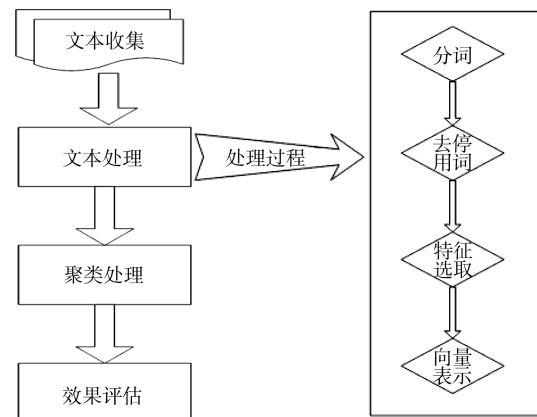 文本收集
文本处理
处理过程
聚类处理
效果评估
分词
去停
用词
特征
选取
向量
表示